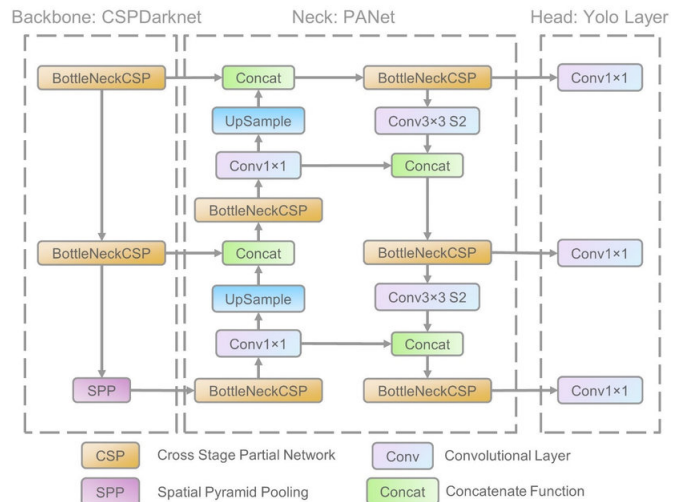 Backbone: CSPDarknet Neck: PANet Head: Yolo Layer
BottleNeckCSP Concat BottleNeckCSP Conv1×1
UpSample Conv3×3 S2
Conv1×1 Concat
BottleNeckCSP
BottleNeckCSP Concat BottleNeckCSP Conv1×1
UpSample Conv3×3 S2
Conv1×1 Concat
SPP BottleNeckCSP BottleNeckCSP Conv1×1
CSP Cross Stage Partial Network Conv Convolutional Layer
SPP Spatial Pyramid Pooling Concat Concatenate Function